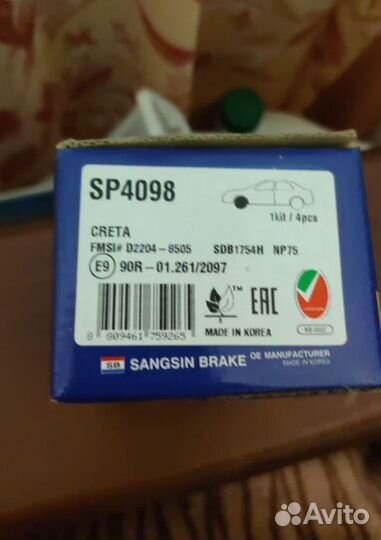 SP4098
1kit / 4pcs
CRETA
FMSI# D2204-8505 SDB1754H NP75
E9 90R-01.261/2097
TM
EAC
8 809461 759265
MADE IN KOREA
SB SANGSIN BRAKE OE MANUFACTURER
MADE IN KOREA
Avito